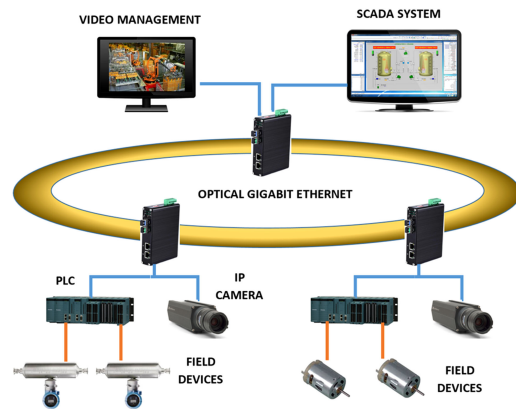 VIDEO MANAGEMENT
SCADA SYSTEM
OPTICAL GIGABIT ETHERNET
PLC
IP
CAMERA
FIELD
DEVICES
FIELD
DEVICES